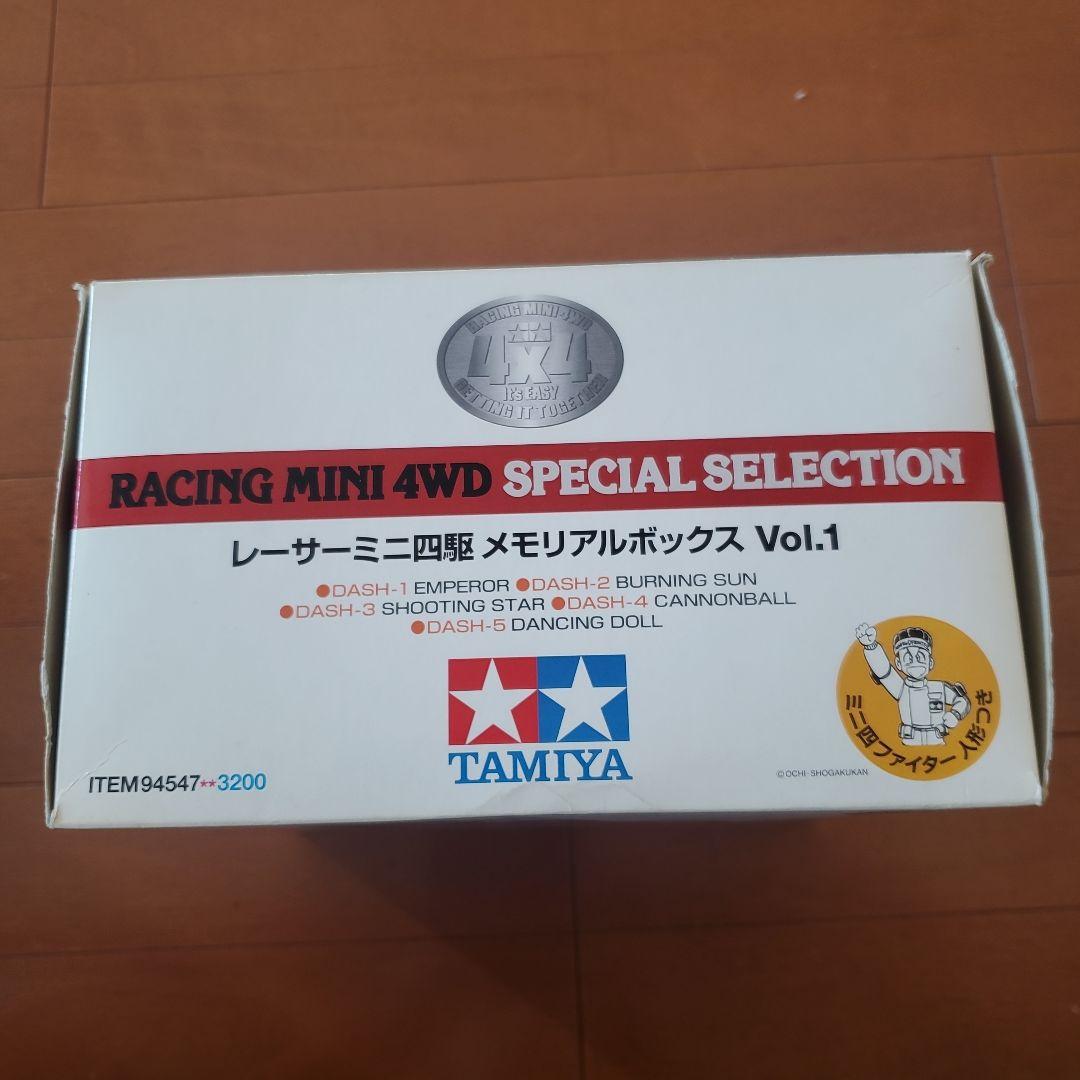 RACING MINI 4WD
4x4
IT'S EASY
GETTING IT TOGETHER
RACING MINI 4WD SPECIAL SELECTION
レーサーミニ四駆 メモリアルボックス Vol.1
●DASH-1 EMPEROR ●DASH-2 BURNING SUN
●DASH-3 SHOOTING STAR ●DASH-4 CANNONBALL
●DASH-5 DANCING DOLL
TAMIYA
ミニ四ファイター人形つき
©OCHI·SHOGAKUKAN
ITEM 94547★★3200